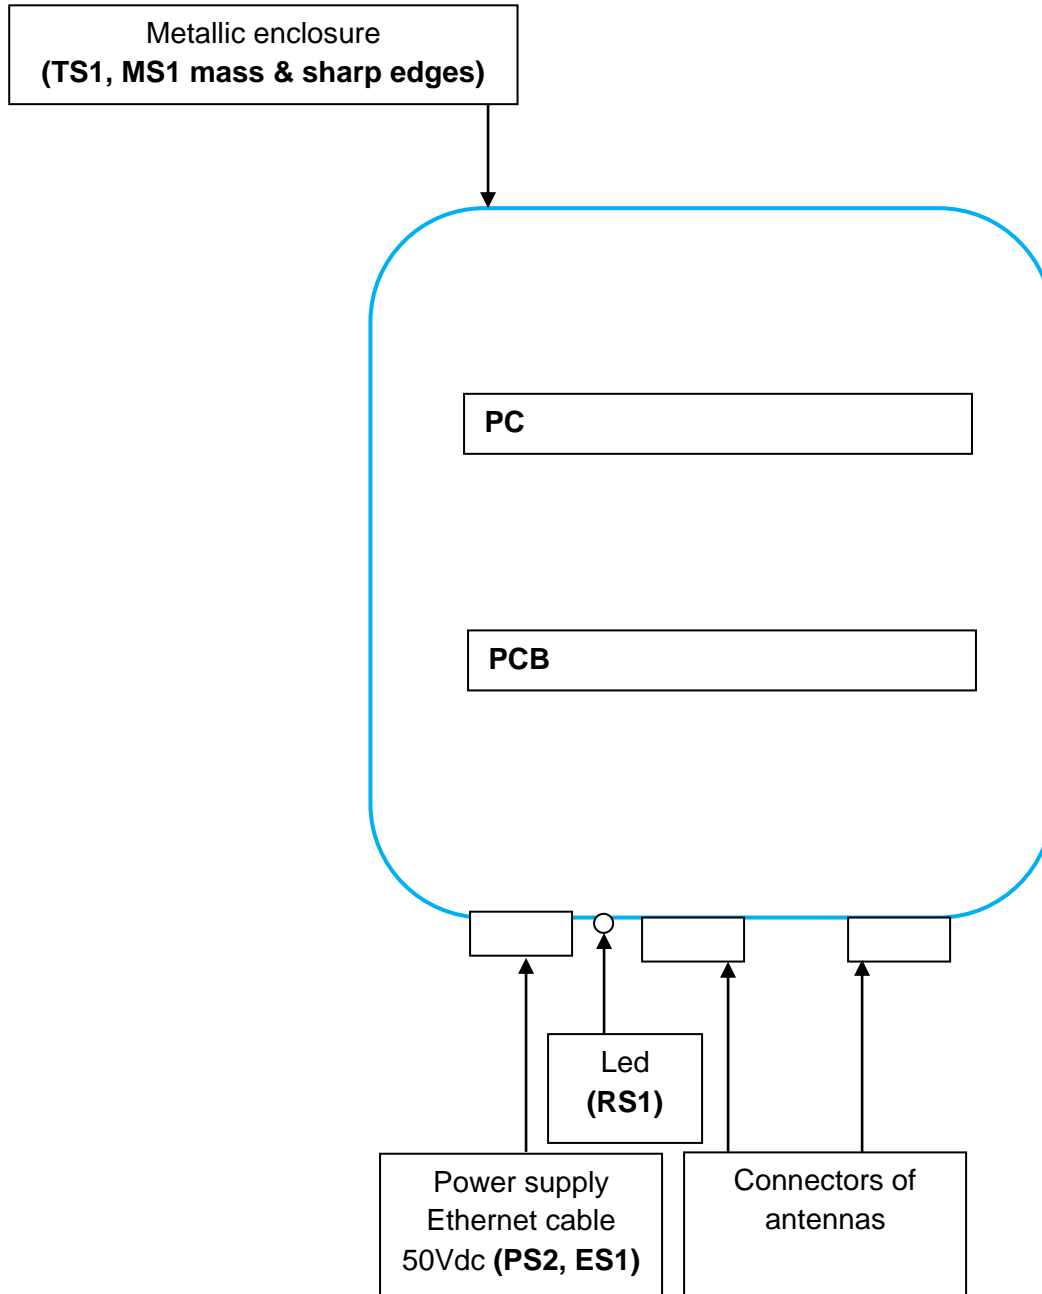 Metallic enclosure
(TS1, MS1 mass & sharp edges)
PC
PCB
Led
(RS1)
Power supply
Ethernet cable
50Vdc (PS2, ES1)
Connectors of
antennas